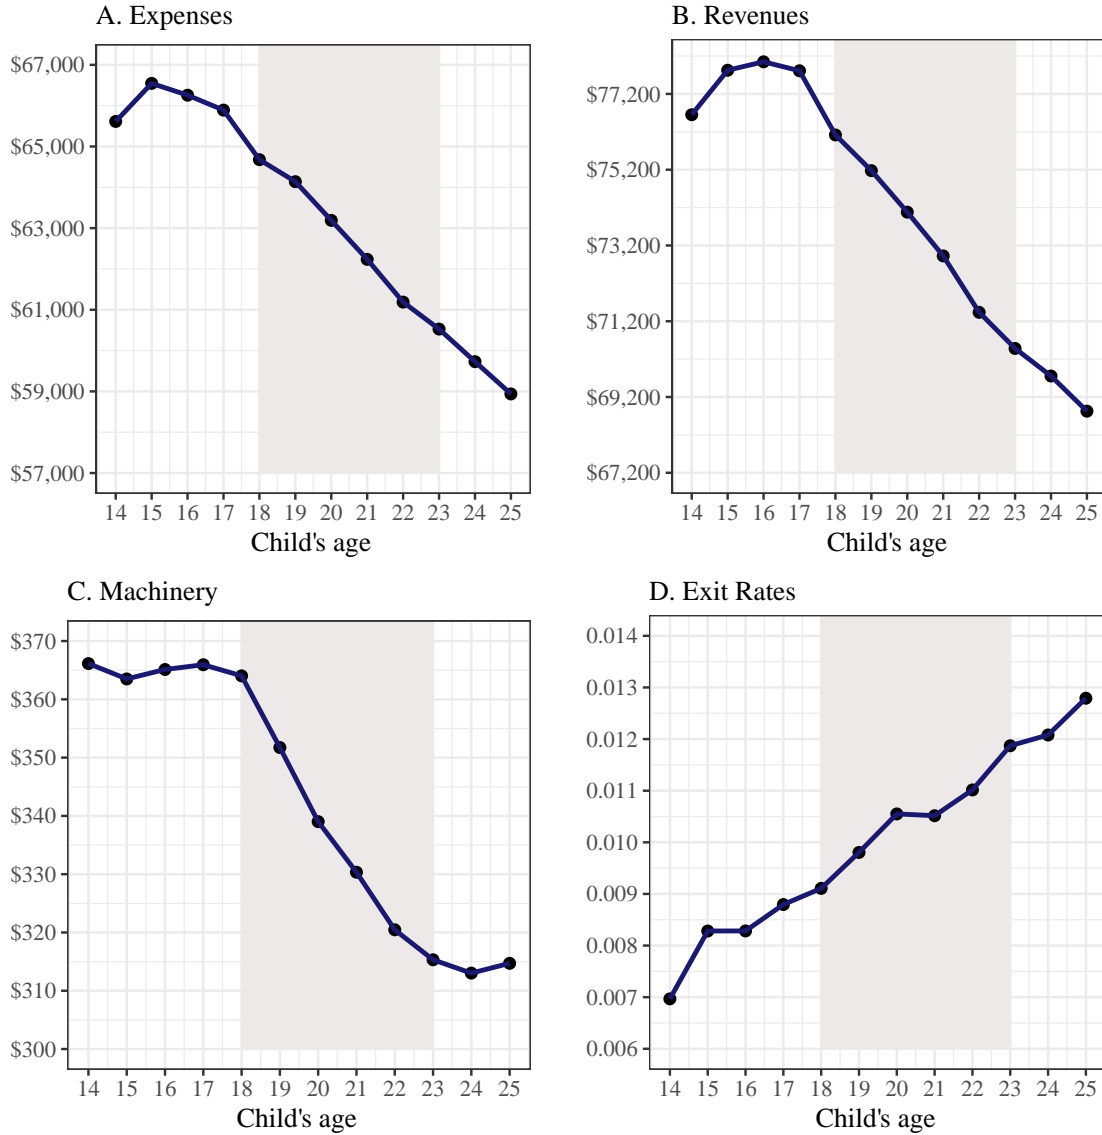 A. Expenses
$67,000
$65,000
$63,000
$61,000
$59,000
$57,000
14 15 16 17 18 19 20 21 22 23 24 25
Child's age
B. Revenues
$77,200
$75,200
$73,200
$71,200
$69,200
$67,200
14 15 16 17 18 19 20 21 22 23 24 25
Child's age
C. Machinery
$370
$360
$350
$340
$330
$320
$310
$300
14 15 16 17 18 19 20 21 22 23 24 25
Child's age
D. Exit Rates
0.014
0.013
0.012
0.011
0.010
0.009
0.008
0.007
0.006
14 15 16 17 18 19 20 21 22 23 24 25
Child's age